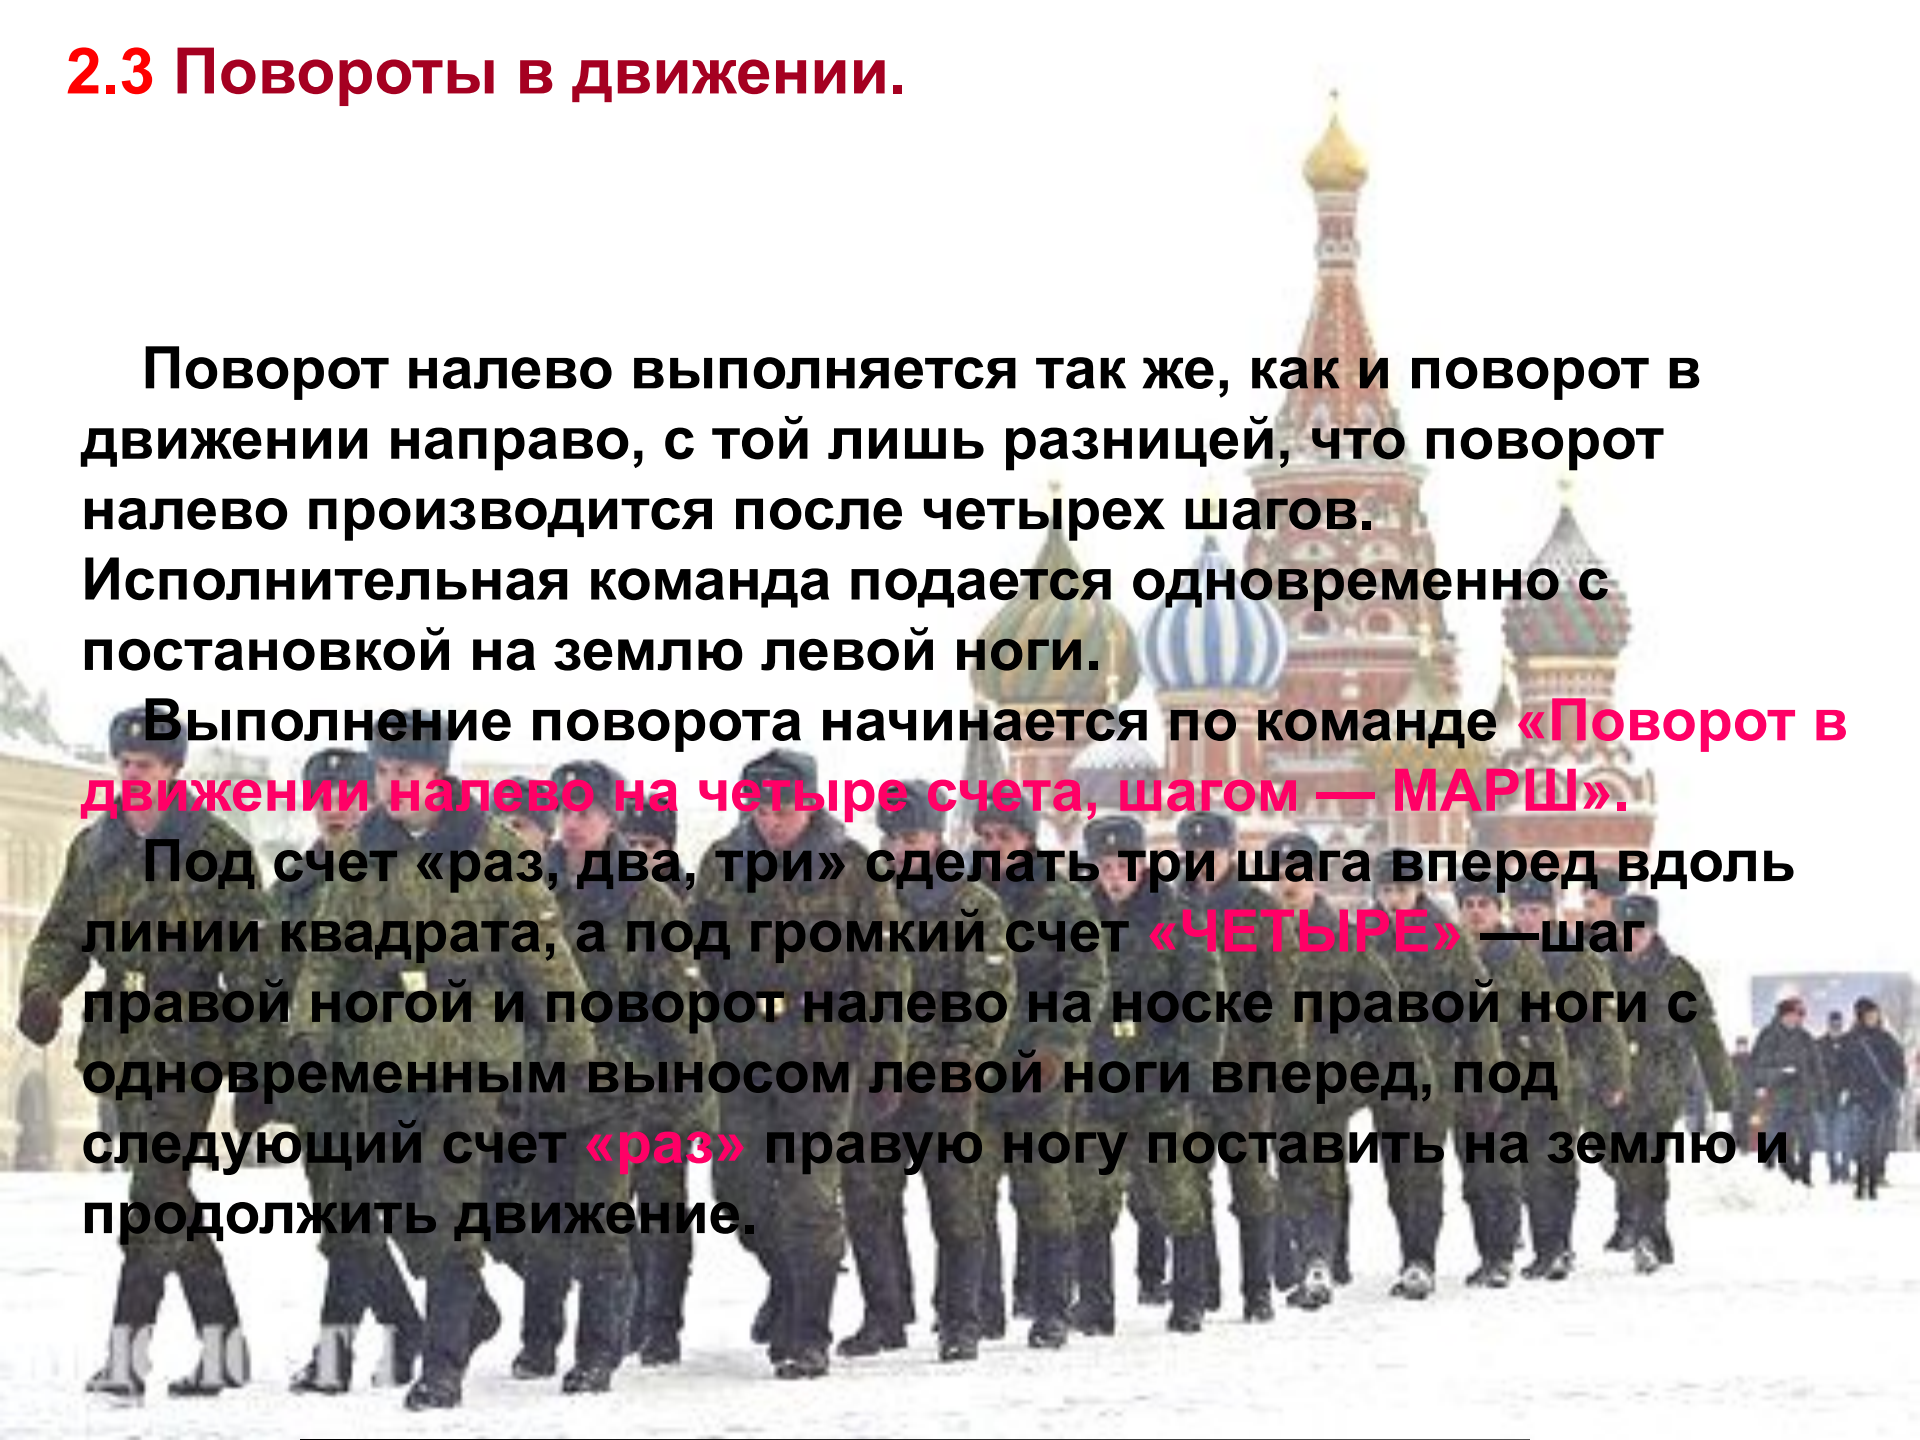 2.3 Повороты в движении.
Поворот налево выполняется так же, как и поворот в
движении направо, с той лишь разницей, что поворот
налево производится после четырех шагов.
Исполнительная команда подается одновременно с
постановкой на землю левой ноги.
Выполнение поворота начинается по команде «Поворот в
движении налево на четыре счета, шагом — МАРШ».
Под счет «раз, два, три» сделать три шага вперед вдоль
линии квадрата, а под громкий счет «ЧЕТЫРЕ» —шаг
правой ногой и поворот налево на носке правой ноги с
одновременным выносом левой ноги вперед, под
следующий счет «раз» правую ногу поставить на землю и
продолжить движение.